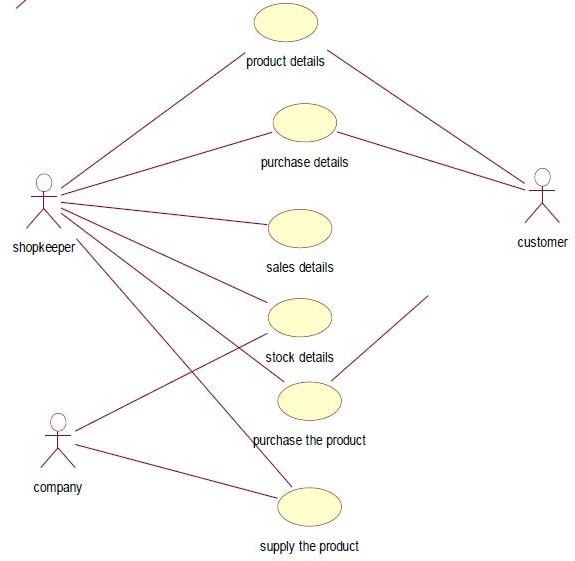 product details
purchase details
shopkeeper
customer
sales details
stock details
purchase the product
company
supply the product